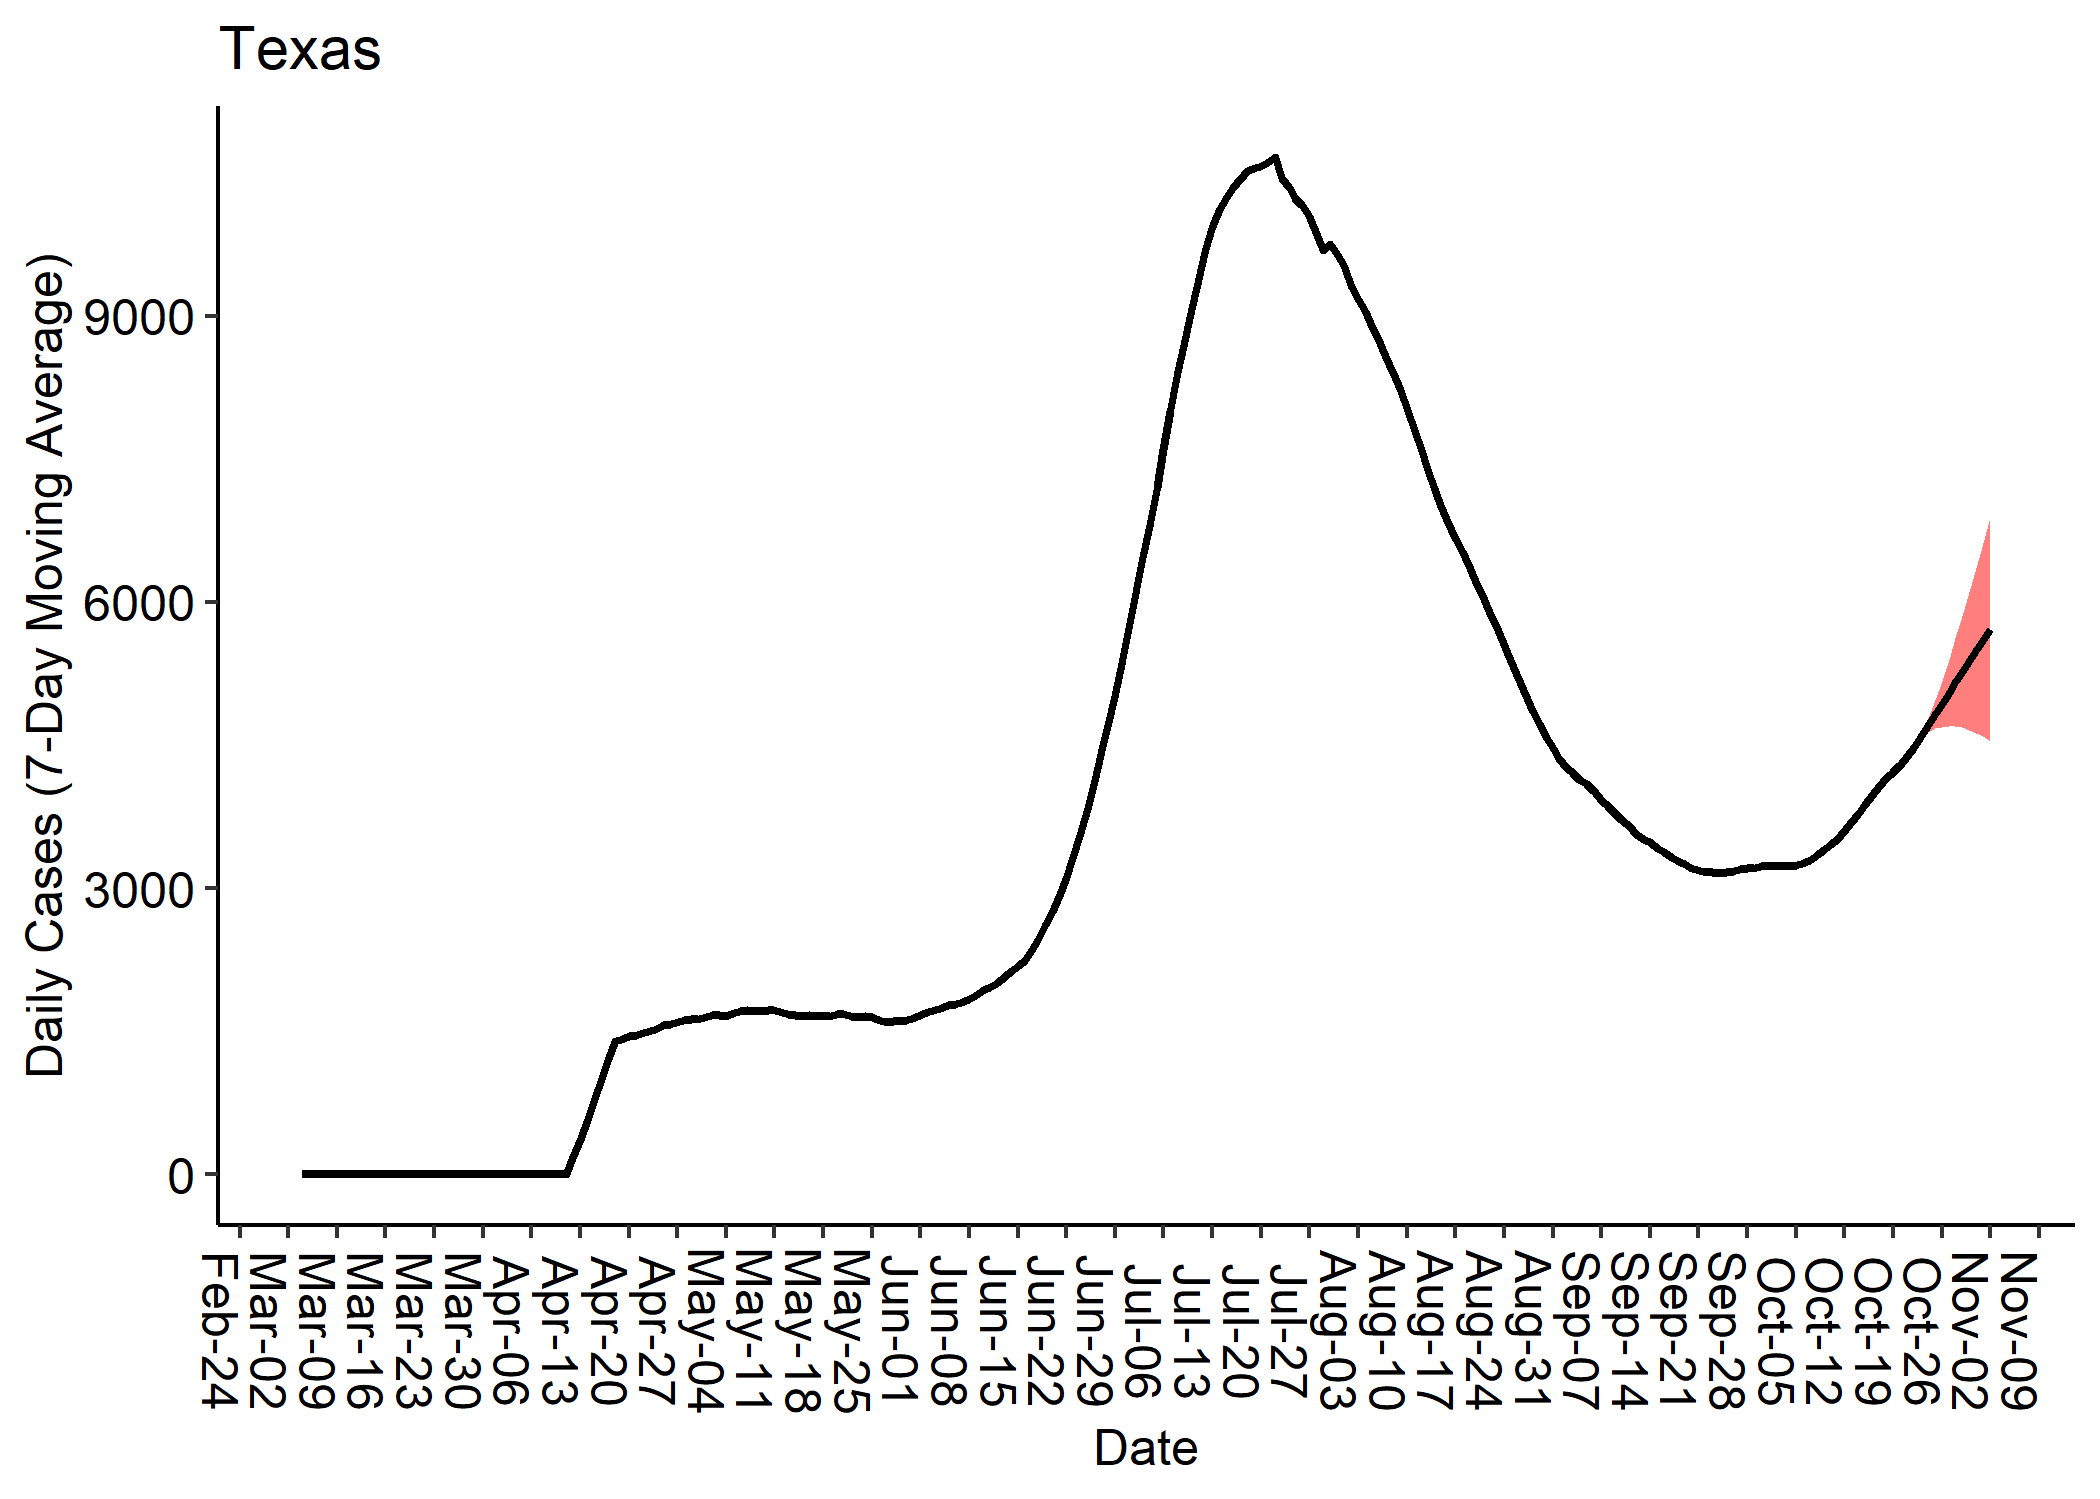 Texas
Daily Cases (7-Day Moving Average)
9000
6000
3000
0
Feb-24
Mar-02
Mar-09
Mar-16
Mar-23
Mar-30
Apr-06
Apr-13
Apr-20
Apr-27
May-04
May-11
May-18
May-25
Jun-01
Jun-08
Jun-15
Jun-22
Jun-29
Jul-06
Jul-13
Jul-20
Jul-27
Aug-03
Aug-10
Aug-17
Aug-24
Aug-31
Sep-07
Sep-14
Sep-21
Sep-28
Oct-05
Oct-12
Oct-19
Oct-26
Nov-02
Nov-09
Date